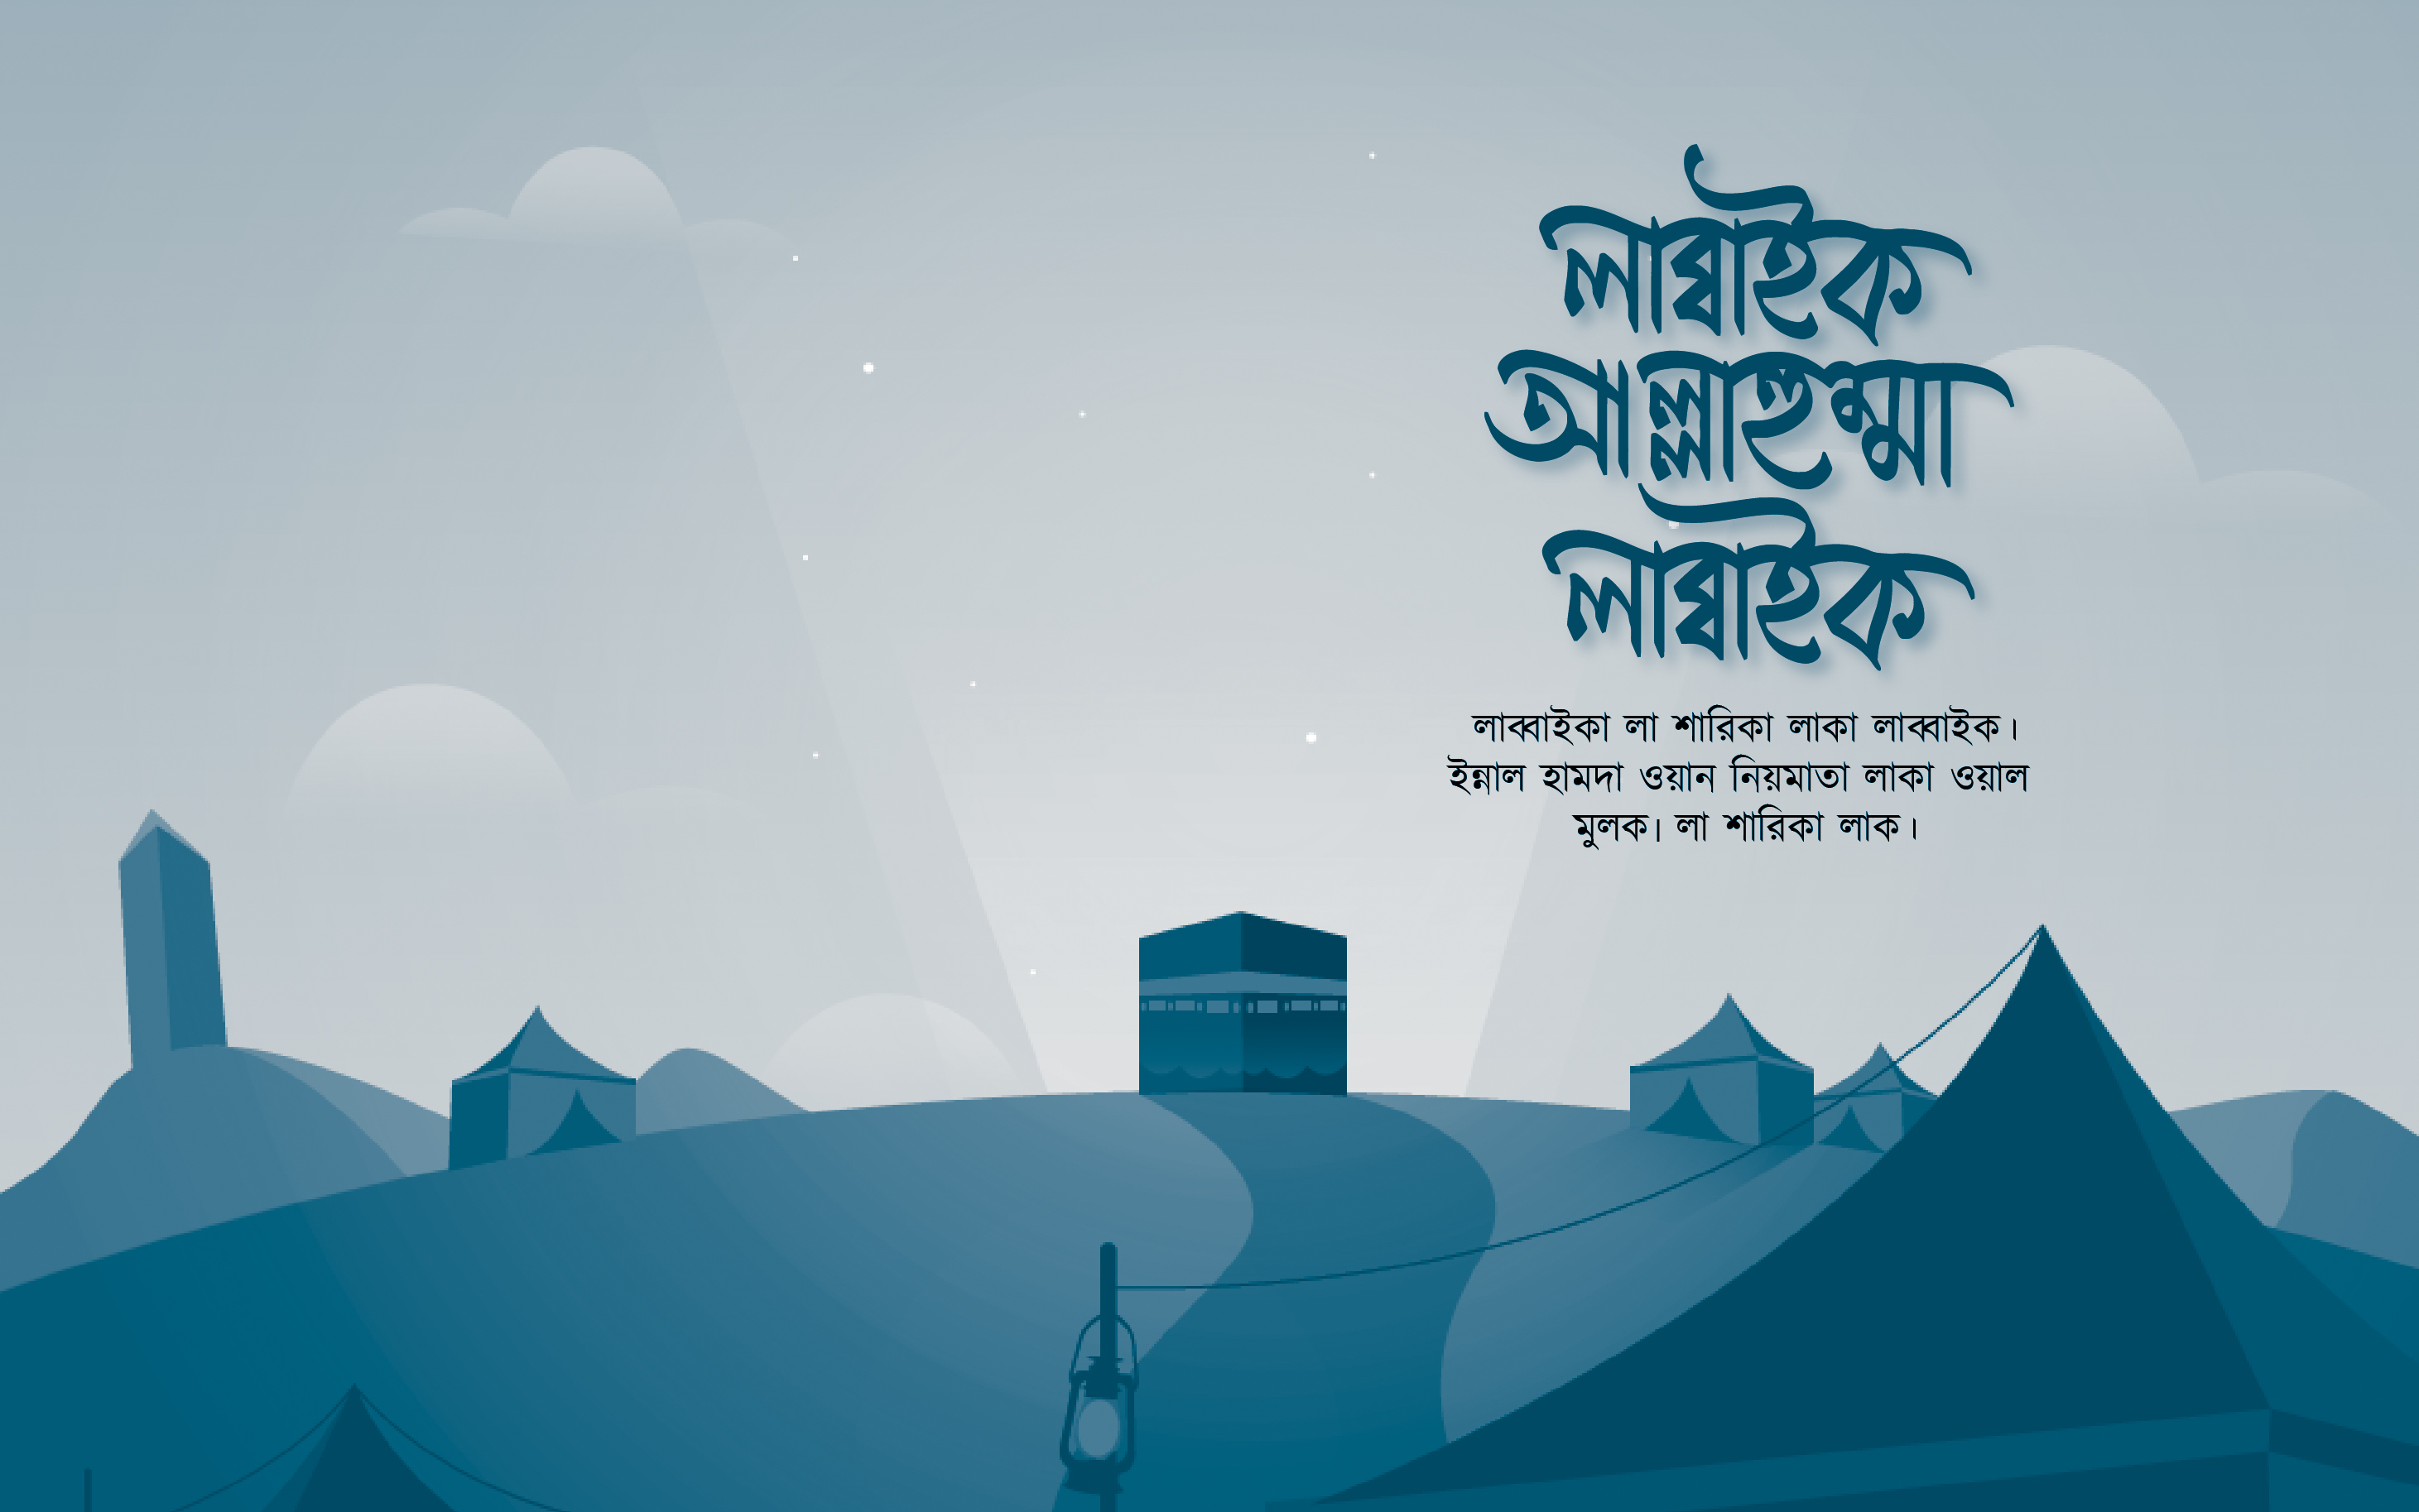 লাব্বাইক
আল্লাহুম্মা
লাব্বাইক
লাব্বাইকা লা শারিকা লাকা লাব্বাইক।
ইন্নাল হামদা ওয়ান নিয়মাতা লাকা ওয়াল
মুলক। লা শারিকা লাক।